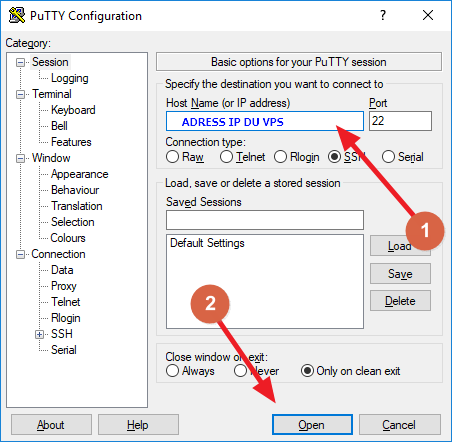 PuTTY Configuration
Category:
Session
Logging
Terminal
Keyboard
Bell
Features
Window
Appearance
Behaviour
Translation
Selection
Colours
Connection
Data
Proxy
Telnet
Rlogin
SSH
Serial
Basic options for your PuTTY session
Specify the destination you want to connect to
Host Name (or IP address) Port
ADRESS IP DU VPS 22
Connection type:
Raw Telnet Rlogin SSH Serial
Load, save or delete a stored session
Saved Sessions
Default Settings
Load
Save
Delete
1
2
Close window on exit:
Always Never Only on clean exit
About Help Open Cancel